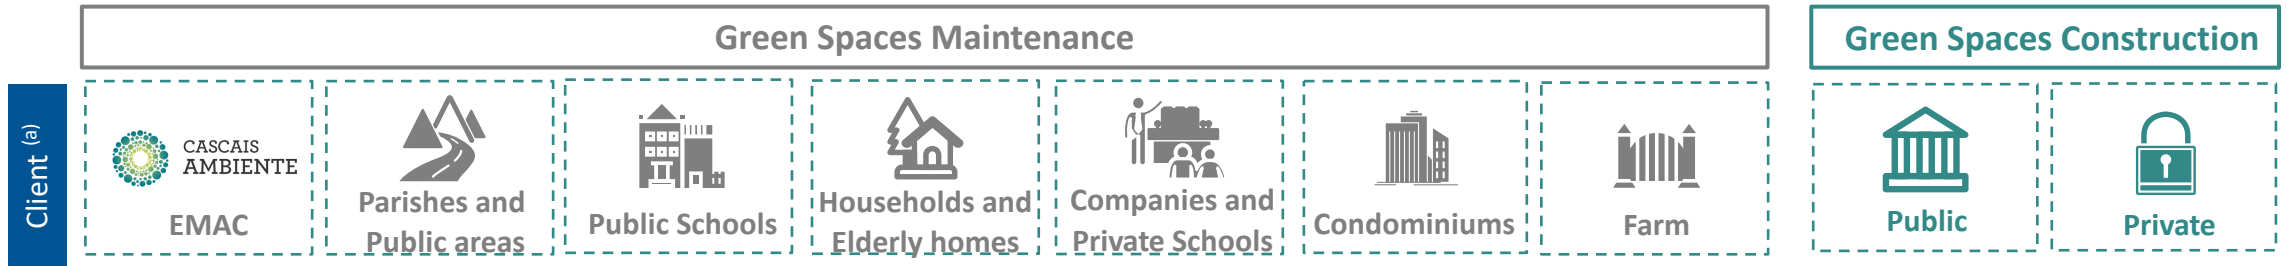 Green Spaces Maintenance
Green Spaces Construction
Client (a)
CASCAIS
AMBIENTE
EMAC
Parishes and
Public areas
Public Schools
Households and
Elderly homes
Companies and
Private Schools
Condominiums
Farm
Public
Private